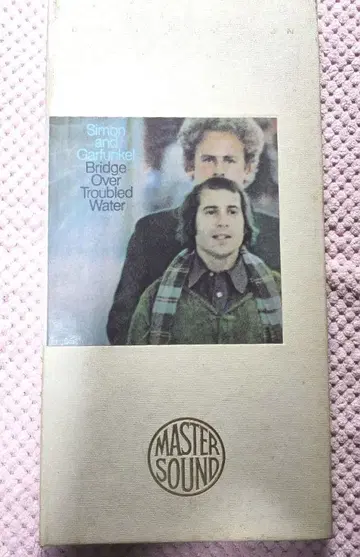 Simon
and
Garfunkel
Bridge
Over
Troubled
Water
MASTER
SOUND